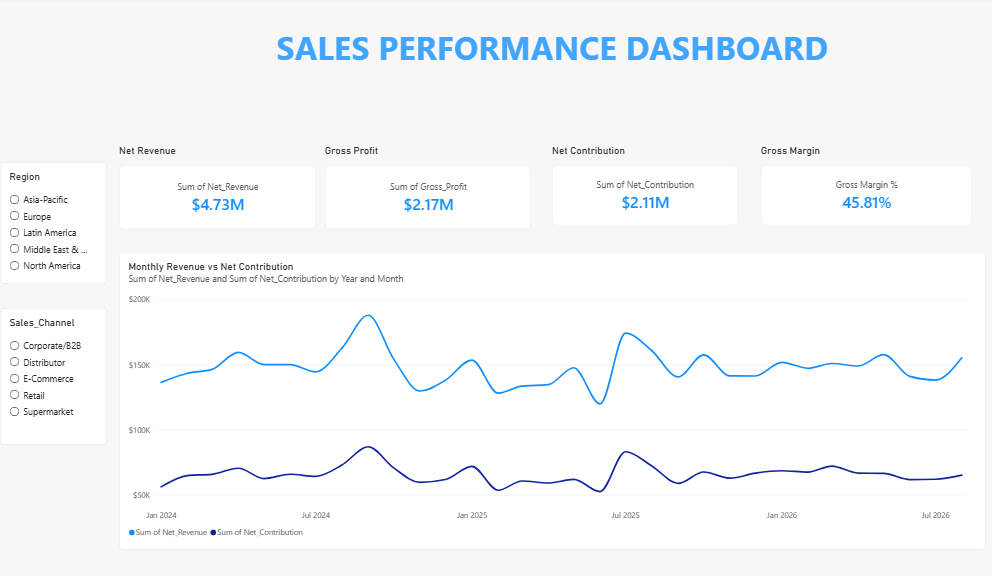 SALES PERFORMANCE DASHBOARD
Net Revenue
Gross Profit
Net Contribution
Gross Margin
Sum of Net_Revenue
$4.73M
Sum of Gross_Profit
$2.17M
Sum of Net_Contribution
$2.11M
Gross Margin %
45.81%
Region
Asia-Pacific
Europe
Latin America
Middle East & ...
North America
Sales_Channel
Corporate/B2B
Distributor
E-Commerce
Retail
Supermarket
Monthly Revenue vs Net Contribution
Sum of Net_Revenue and Sum of Net_Contribution by Year and Month
$200K
$150K
$100K
$50K
Jan 2024
Jul 2024
Jan 2025
Jul 2025
Jan 2026
Jul 2026
Sum of Net_Revenue
Sum of Net_Contribution